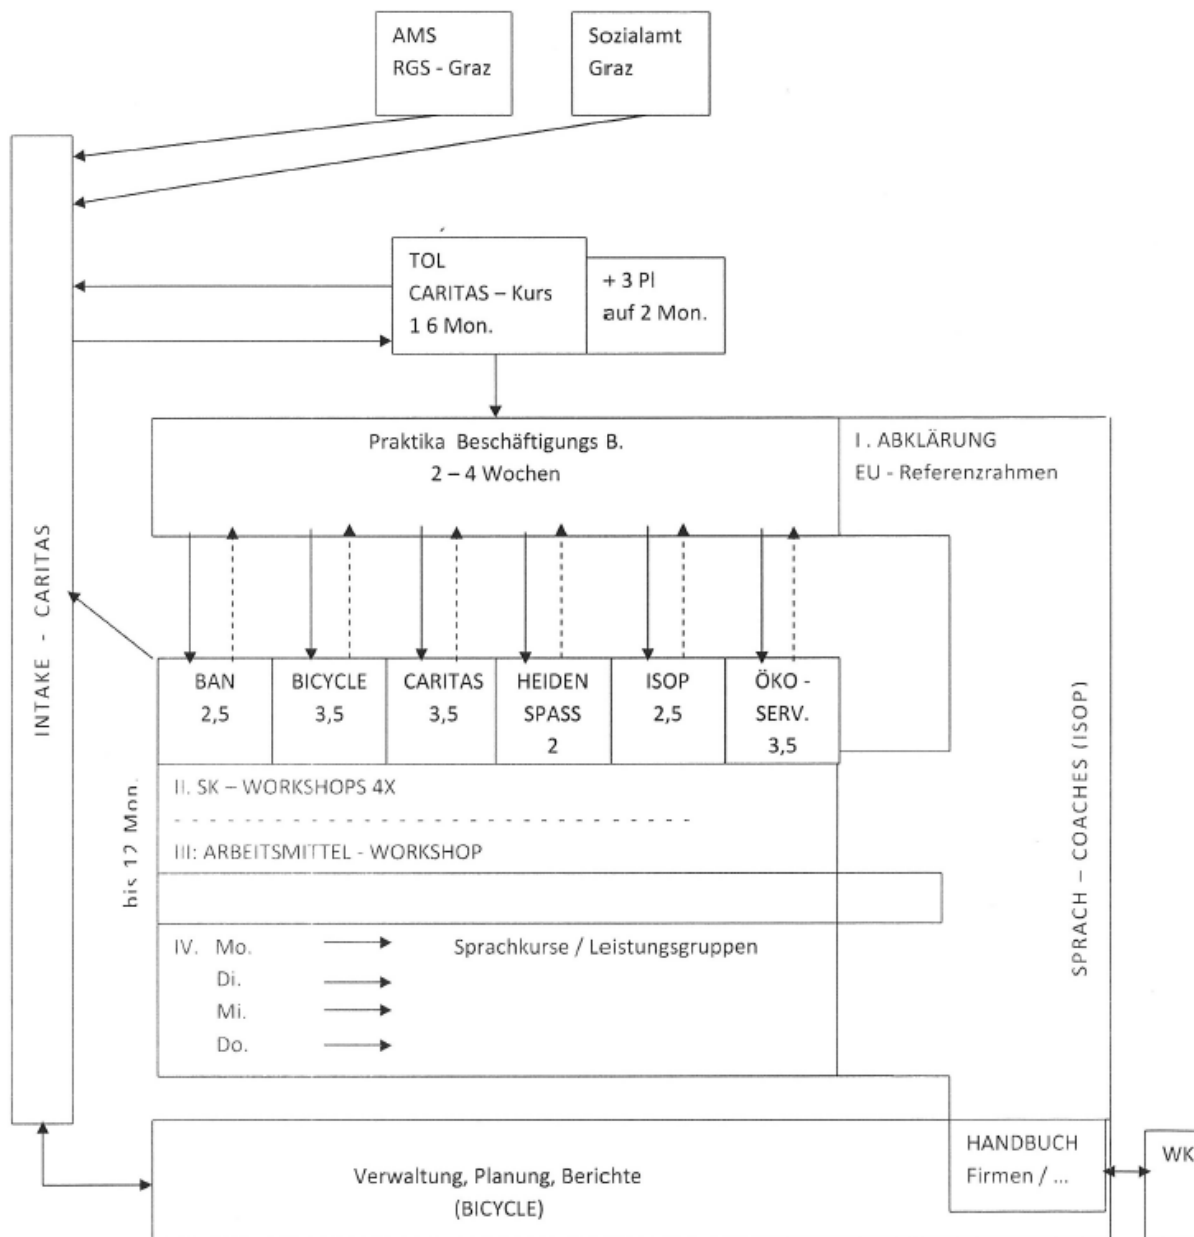 AMS
RGS - Graz
Sozialamt
Graz
TOL
CARITAS – Kurs
1 6 Mon.
+ 3 Pl
auf 2 Mon.
Praktika Beschäftigungs B.
2 – 4 Wochen
I . ABKLÄRUNG
EU - Referenzrahmen
INTAKE - CARITAS
BAN
2,5
BICYCLE
3,5
CARITAS
3,5
HEIDEN
SPASS
2
ISOP
2,5
ÖKO -
SERV.
3,5
SPRACH – COACHES (ISOP)
bis 12 Mon.
II. SK – WORKSHOPS 4X
III: ARBEITSMITTEL - WORKSHOP
IV. Mo. Sprachkurse / Leistungsgruppen
Di.
Mi.
Do.
Verwaltung, Planung, Berichte
(BICYCLE)
HANDBUCH
Firmen / ...
WK